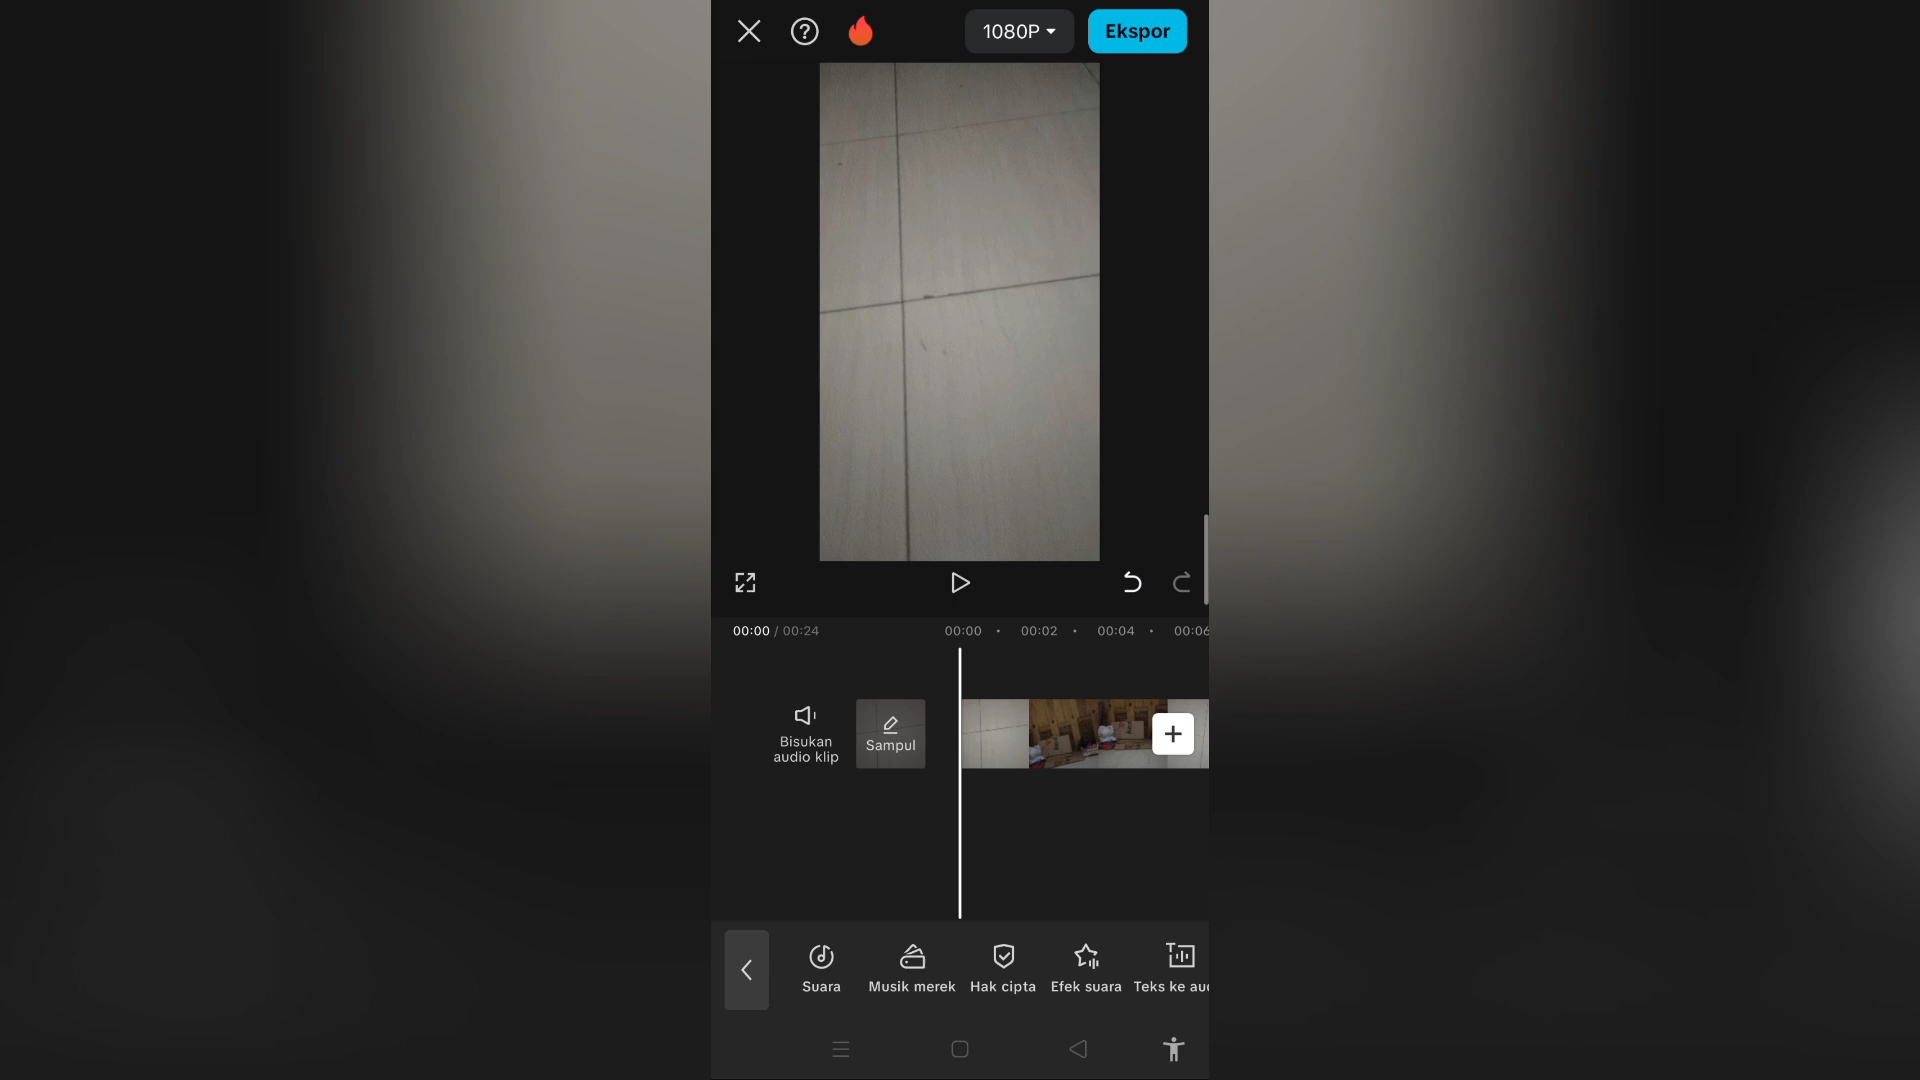 1080P
Ekspor
00:00 / 00:24
00:00
00:02
00:04
00:06
Bisukan
audio klip
Sampul
Suara
Musik merek
Hak cipta
Efek suara
Teks ke au